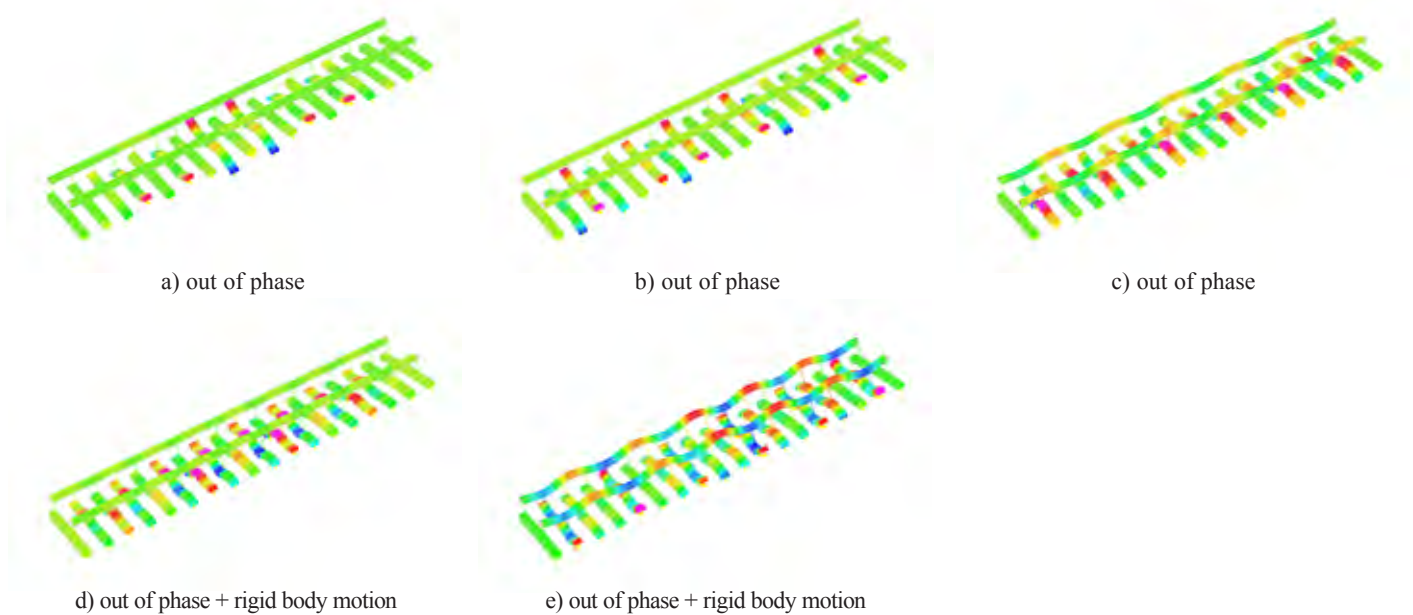 a) out of phase
b) out of phase
c) out of phase
d) out of phase + rigid body motion
e) out of phase + rigid body motion